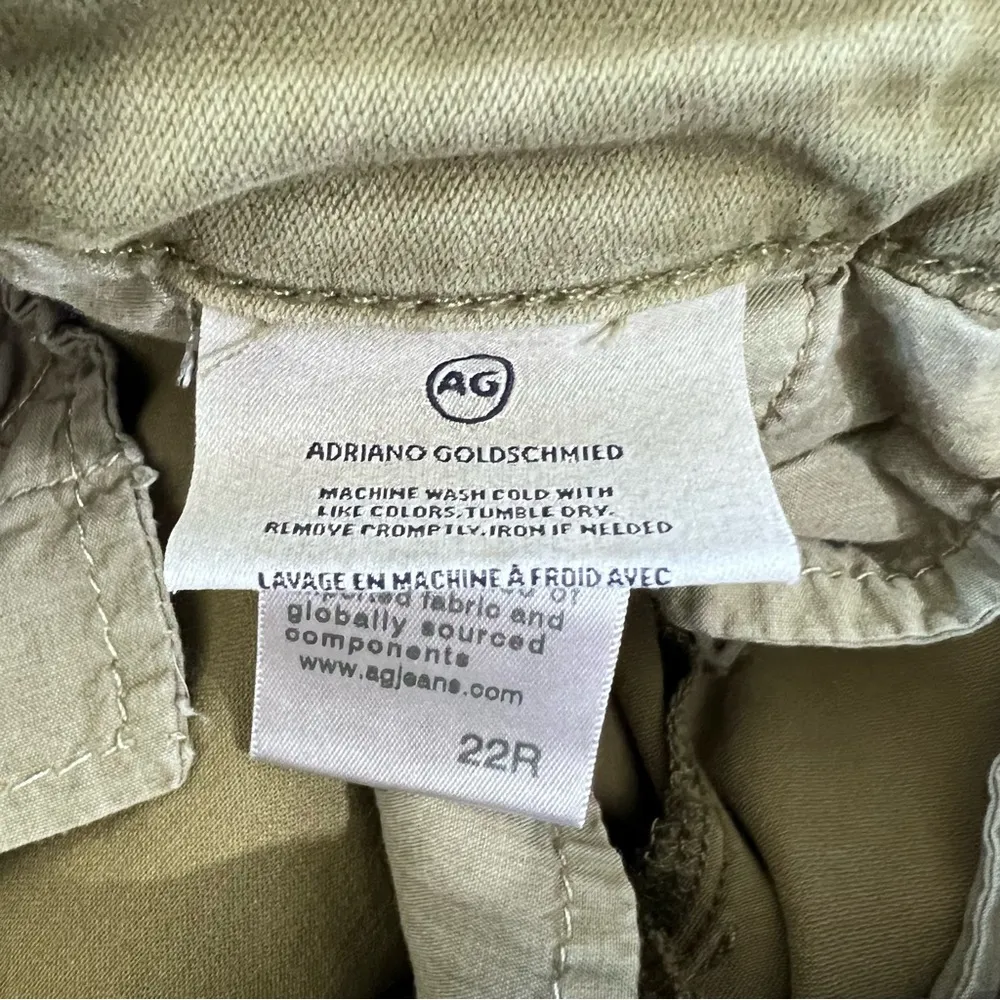 AG
ADRIANO GOLDSCHMIED
MACHINE WASH COLD WITH
LIKE COLORS.TUMBLE DRY.
REMOVE PROMPTLY.IRON IF NEEDED
LAVAGE EN MACHINE À FROID AVEC
fabric and
globally sourced
components
www.agjeans.com
22R